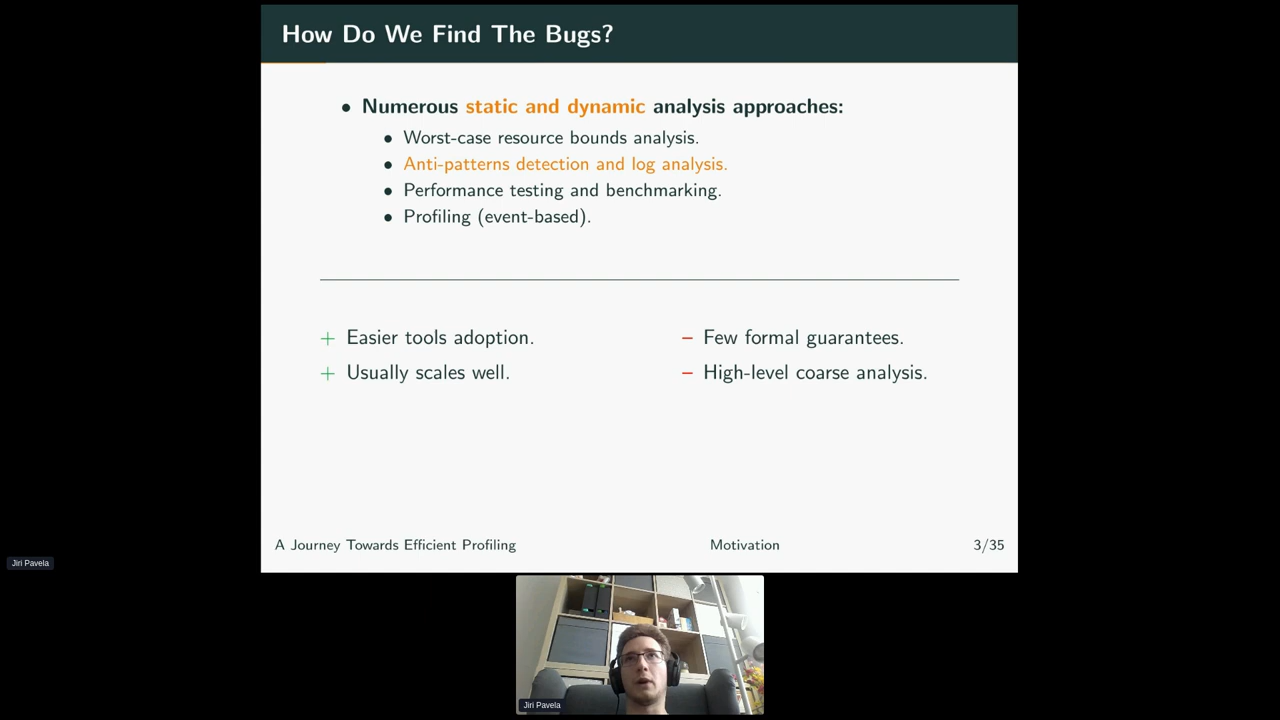 How Do We Find The Bugs?
• Numerous static and dynamic analysis approaches:
• Worst-case resource bounds analysis.
• Anti-patterns detection and log analysis.
• Performance testing and benchmarking.
• Profiling (event-based).
+ Easier tools adoption.
− Few formal guarantees.
+ Usually scales well.
− High-level coarse analysis.
A Journey Towards Efficient Profiling Motivation 3/35
Jiri Pavela
Jiri Pavela